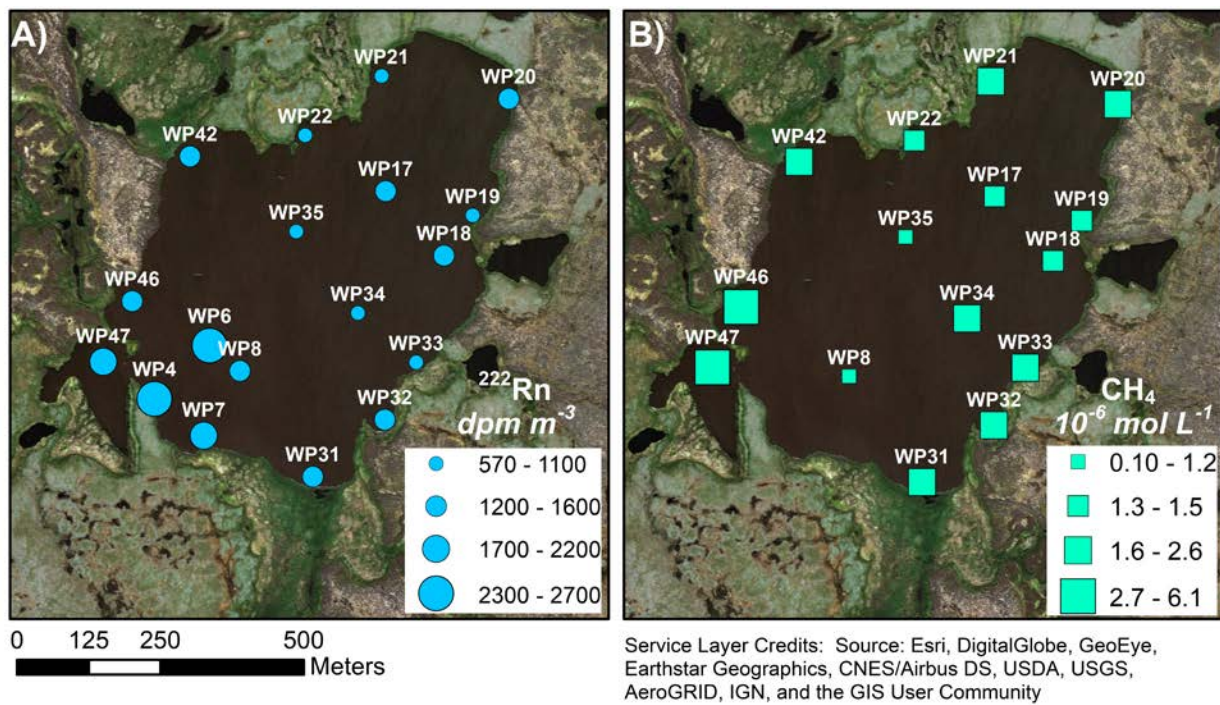 A)
WP21
WP20
WP22
WP42
WP17
WP19
WP35
WP18
WP46
WP34
WP6
WP47
WP8
WP33
WP4
WP7
WP32
WP31
222Rn
dpm m-3
570 - 1100
1200 - 1600
1700 - 2200
2300 - 2700
B)
WP21
WP20
WP22
WP42
WP17
WP19
WP35
WP18
WP46
WP34
WP47
WP8
WP33
WP32
WP31
CH4
10-6 mol L-1
0.10 - 1.2
1.3 - 1.5
1.6 - 2.6
2.7 - 6.1
0 125 250 500
Meters
Service Layer Credits: Source: Esri, DigitalGlobe, GeoEye,
Earthstar Geographics, CNES/Airbus DS, USDA, USGS,
AeroGRID, IGN, and the GIS User Community